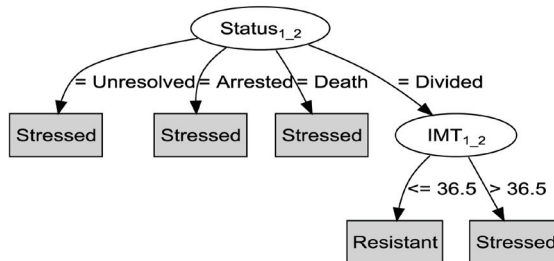 Status1_2
= Unresolved = Arrested = Death = Divided
Stressed Stressed Stressed IMT1_2
<= 36.5 > 36.5
Resistant Stressed